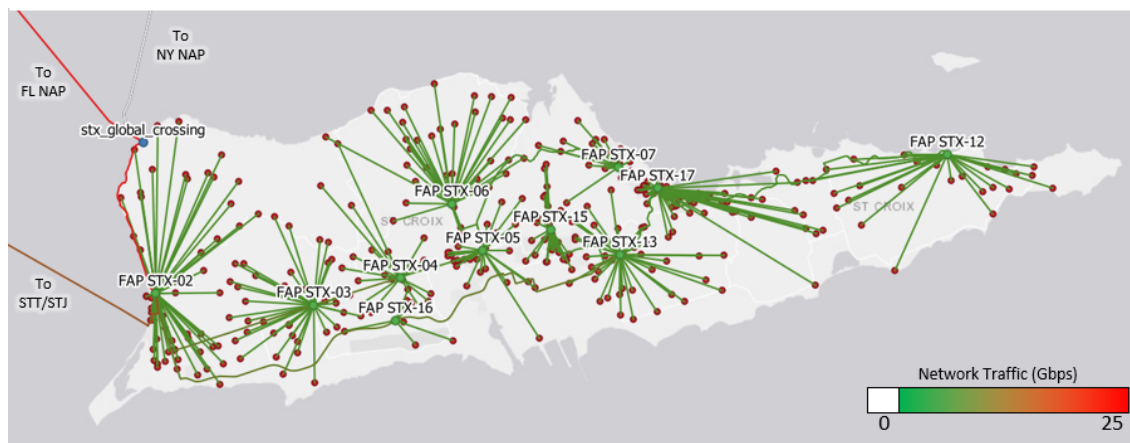 To
NY NAP
To
FL NAP
stx_global_crossing
FAP STX-12
FAP STX-07
FAP STX-17
FAP STX-06
ST CROIX
ST CROIX
FAP STX-15
FAP STX-05
FAP STX-13
FAP STX-04
FAP STX-02
To
STT/STJ
FAP STX-03
FAP STX-16
Network Traffic (Gbps)
0 25